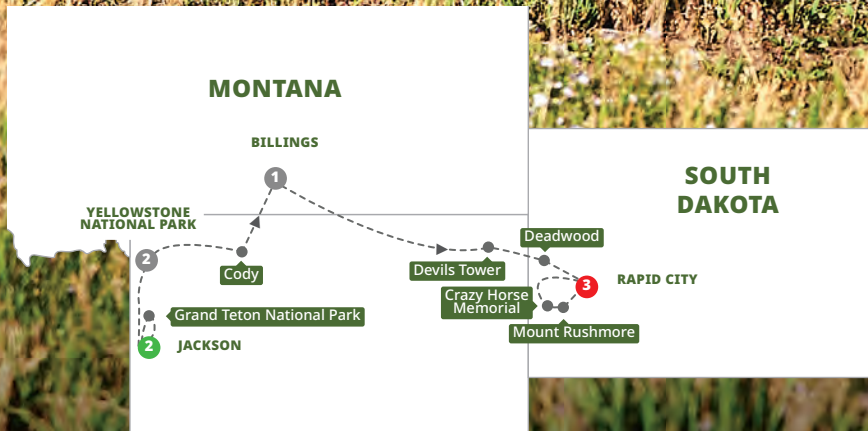 MONTANA
BILLINGS
1
SOUTH
DAKOTA
YELLOWSTONE
NATIONAL PARK
2
Cody
Deadwood
Devils Tower
3
RAPID CITY
Crazy Horse
Memorial
Mount Rushmore
Grand Teton National Park
2
JACKSON